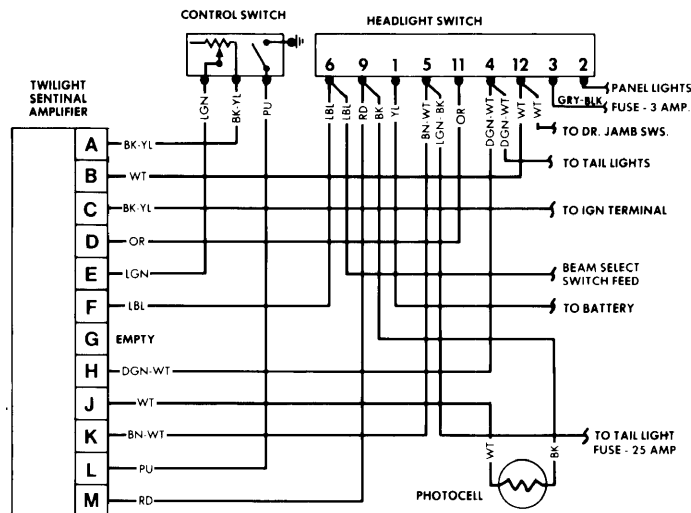 CONTROL SWITCH
HEADLIGHT SWITCH
6 9 1 5 11 4 12 3 2
TWILIGHT
SENTINAL
AMPLIFIER
LGN
BK-YL
PU
LBL
LBL
RD
BK
YL
BN-WT
LGN-BK
OR
DGN-WT
DGN-WT
WT
WT
PANEL LIGHTS
GRY-BLK
FUSE - 3 AMP.
TO DR. JAMB SWS.
TO TAIL LIGHTS
A BK-YL
B WT
C BK-YL
TO IGN TERMINAL
D OR
E LGN
BEAM SELECT
SWITCH FEED
F LBL
TO BATTERY
G EMPTY
H DGN-WT
J WT
K BN-WT
TO TAIL LIGHT
FUSE - 25 AMP
WT
BK
L PU
PHOTOCELL
M RD